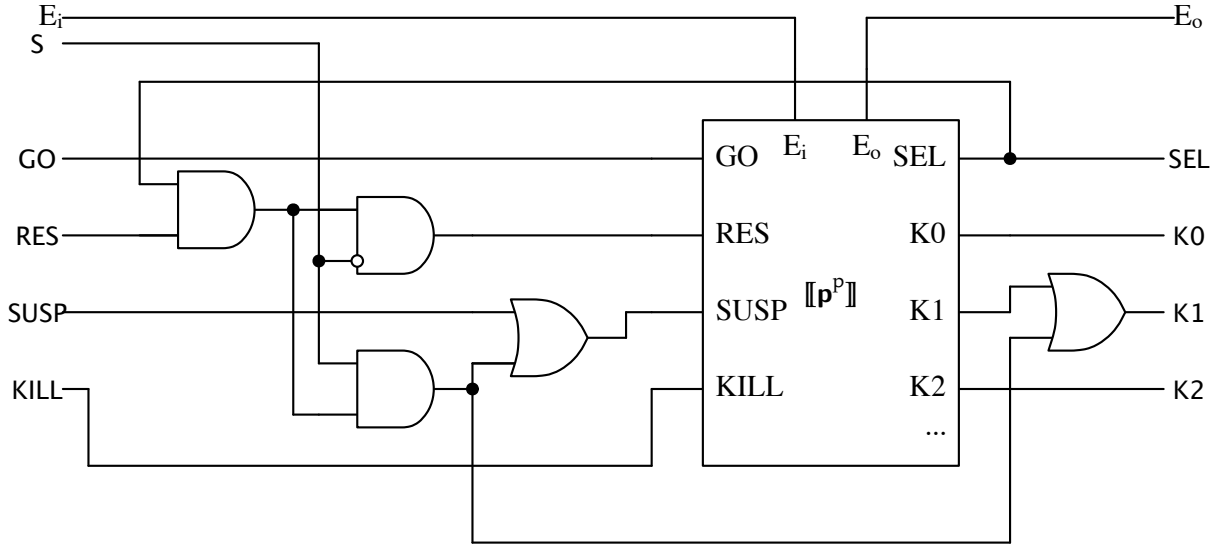 Eᵢ Eₒ
S
Eᵢ Eₒ
GO GO SEL SEL
RES RES K0 K0
SUSP SUSP ⟦pᵖ⟧ K1 K1
KILL KILL K2 K2
...